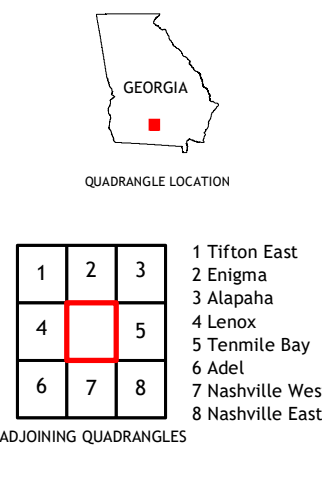 GEORGIA
QUADRANGLE LOCATION
1 2 3
4 5
6 7 8
1 Tifton East
2 Enigma
3 Alapaha
4 Lenox
5 Tenmile Bay
6 Adel
7 Nashville Wes
8 Nashville East
ADJOINING QUADRANGLES